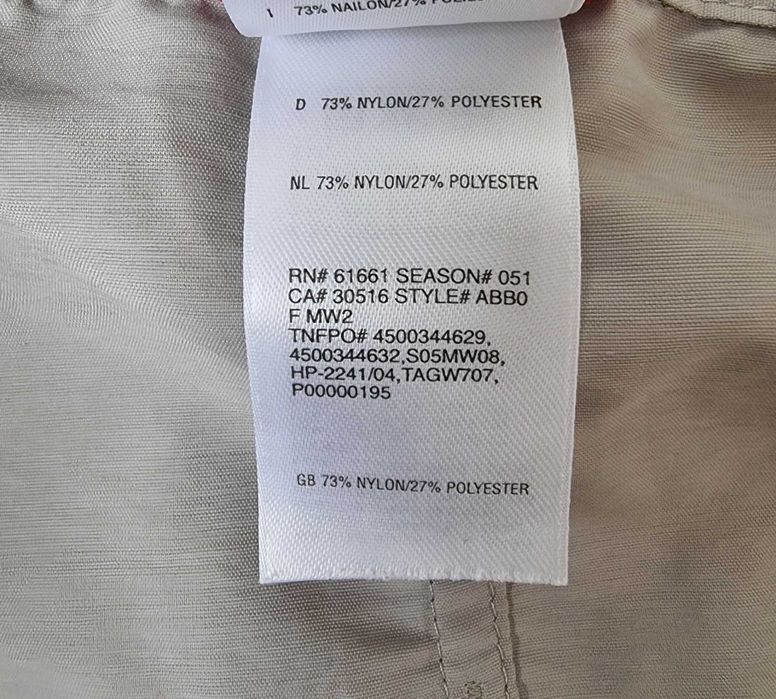 I 73% NAILON/27%
D 73% NYLON/27% POLYESTER
NL 73% NYLON/27% POLYESTER
RN# 61661 SEASON# 051
CA# 30516 STYLE# ABB0
F MW2
TNFPO# 4500344629,
4500344632,S05MW08,
HP-2241/04,TAGW707,
P00000195
GB 73% NYLON/27% POLYESTER